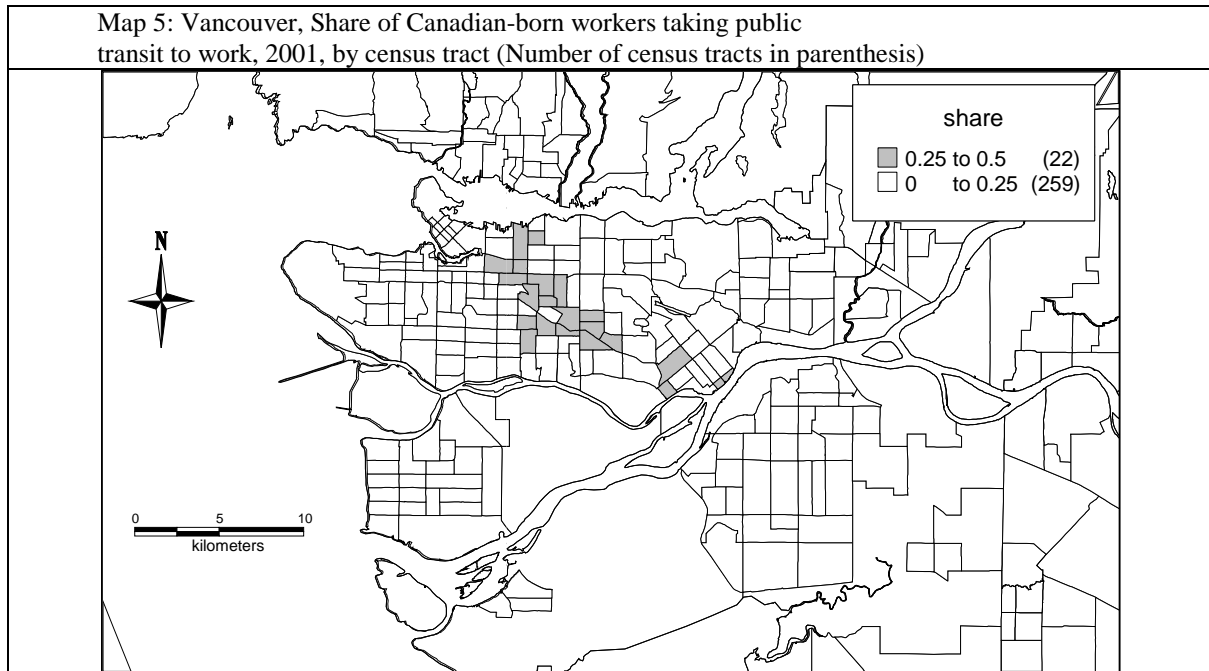 Map 5: Vancouver, Share of Canadian-born workers taking public
transit to work, 2001, by census tract (Number of census tracts in parenthesis)
share
0.25 to 0.5 (22)
0 to 0.25 (259)
N
0 5 10
kilometers